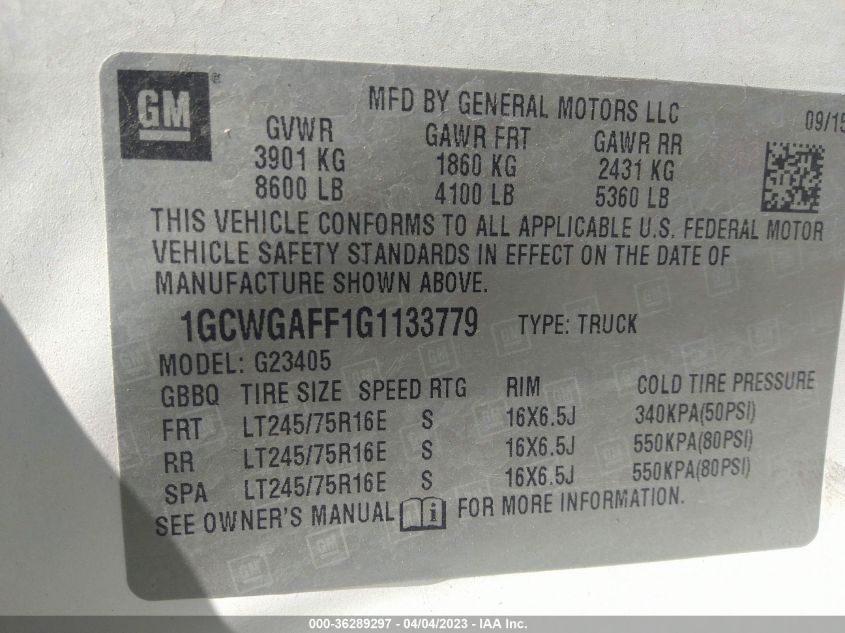 GM ®
MFD BY GENERAL MOTORS LLC 09/15
GVWR GAWR FRT GAWR RR
3901 KG 1860 KG 2431 KG
8600 LB 4100 LB 5360 LB
THIS VEHICLE CONFORMS TO ALL APPLICABLE U.S. FEDERAL MOTOR
VEHICLE SAFETY STANDARDS IN EFFECT ON THE DATE OF
MANUFACTURE SHOWN ABOVE.
1GCWGAFF1G1133779 TYPE: TRUCK
MODEL: G23405
GBBQ TIRE SIZE SPEED RTG RIM COLD TIRE PRESSURE
FRT LT245/75R16E S 16X6.5J 340KPA(50PSI)
RR LT245/75R16E S 16X6.5J 550KPA(80PSI)
SPA LT245/75R16E S 16X6.5J 550KPA(80PSI)
SEE OWNER'S MANUAL i FOR MORE INFORMATION.
000-36289297 - 04/04/2023 - IAA Inc.